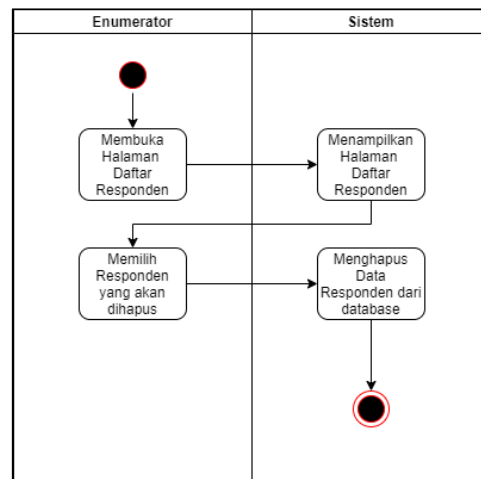 Enumerator
Sistem
Membuka
Halaman
Daftar
Responden
Menampilkan
Halaman
Daftar
Responden
Memilih
Responden
yang akan
dihapus
Menghapus
Data
Responden dari
database